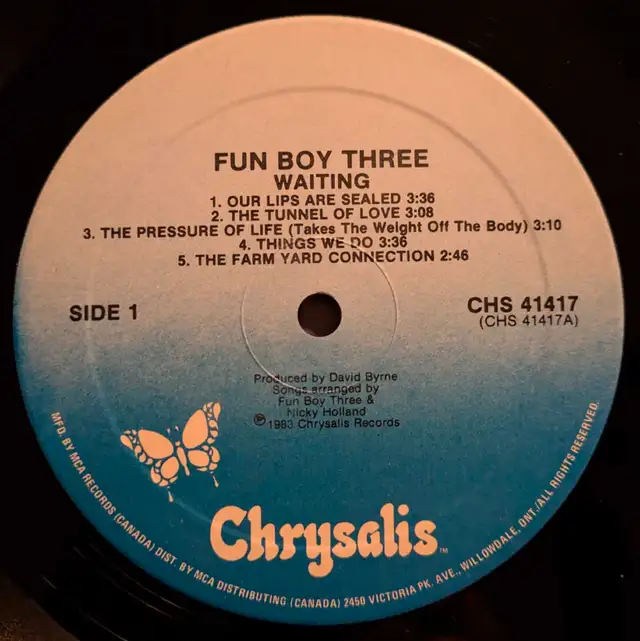 FUN BOY THREE
WAITING
1. OUR LIPS ARE SEALED 3:36
2. THE TUNNEL OF LOVE 3:08
3. THE PRESSURE OF LIFE (Takes The Weight Off The Body) 3:10
4. THINGS WE DO 3:36
5. THE FARM YARD CONNECTION 2:46
SIDE 1
CHS 41417
(CHS 41417A)
Produced by David Byrne
Songs arranged by
Fun Boy Three &
Nicky Holland
℗ 1983 Chrysalis Records
Chrysalis™
MFD. BY MCA RECORDS (CANADA) DIST. BY MCA DISTRIBUTING (CANADA) 2450 VICTORIA PK. AVE., WILLOWDALE, ONT./ALL RIGHTS RESERVED.